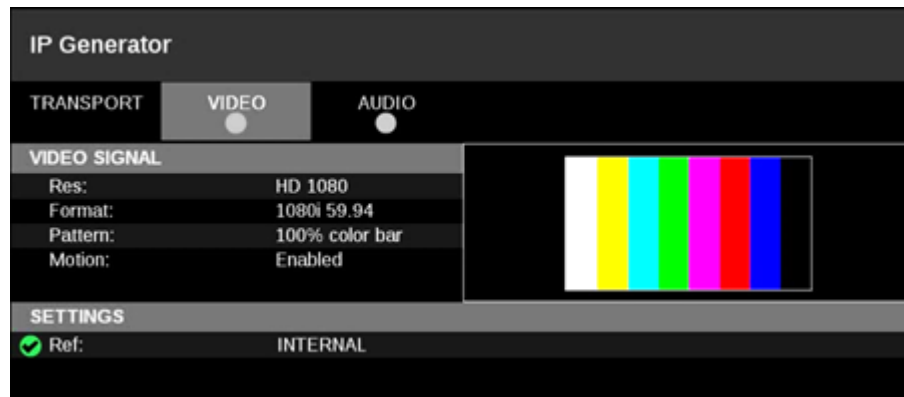 IP Generator
TRANSPORT VIDEO AUDIO
VIDEO SIGNAL
Res: HD 1080
Format: 1080i 59.94
Pattern: 100% color bar
Motion: Enabled
SETTINGS
Ref: INTERNAL